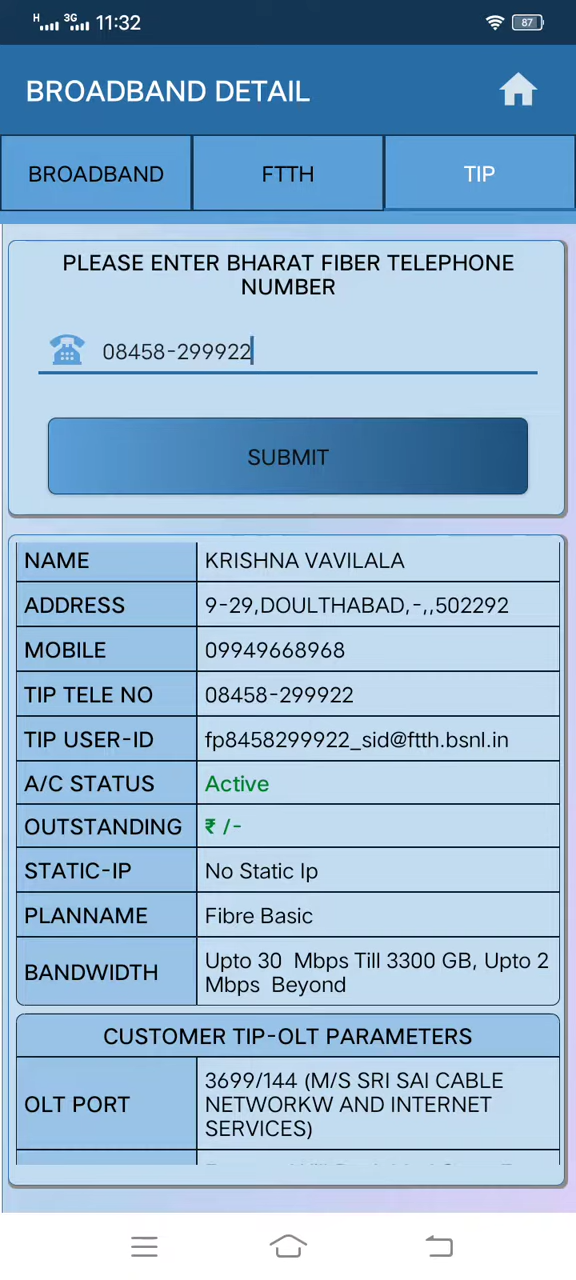 H 3G 11:32 87
BROADBAND DETAIL
BROADBAND FTTH TIP
PLEASE ENTER BHARAT FIBER TELEPHONE
NUMBER
08458-299922
SUBMIT
NAME KRISHNA VAVILALA
ADDRESS 9-29,DOULTHABAD,-,,502292
MOBILE 09949668968
TIP TELE NO 08458-299922
TIP USER-ID fp8458299922_sid@ftth.bsnl.in
A/C STATUS Active
OUTSTANDING ₹ /-
STATIC-IP No Static Ip
PLANNAME Fibre Basic
BANDWIDTH Upto 30 Mbps Till 3300 GB, Upto 2
Mbps Beyond
CUSTOMER TIP-OLT PARAMETERS
OLT PORT 3699/144 (M/S SRI SAI CABLE
NETWORKW AND INTERNET
SERVICES)